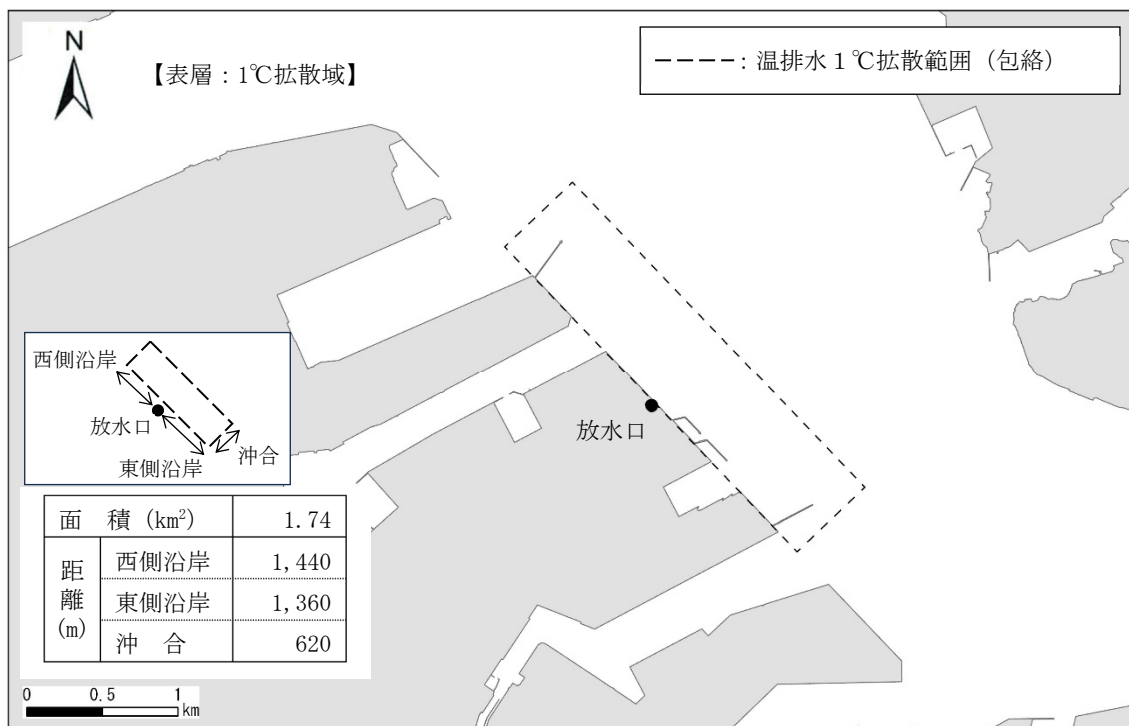 N
【表層：1℃拡散域】
－－－－－：温排水１℃拡散範囲（包絡）
西側沿岸
放水口
東側沿岸
沖合
放水口
面　積 (km²) 1.74
距離(m)
西側沿岸 1,440
東側沿岸 1,360
沖　合 620
0 0.5 1
km